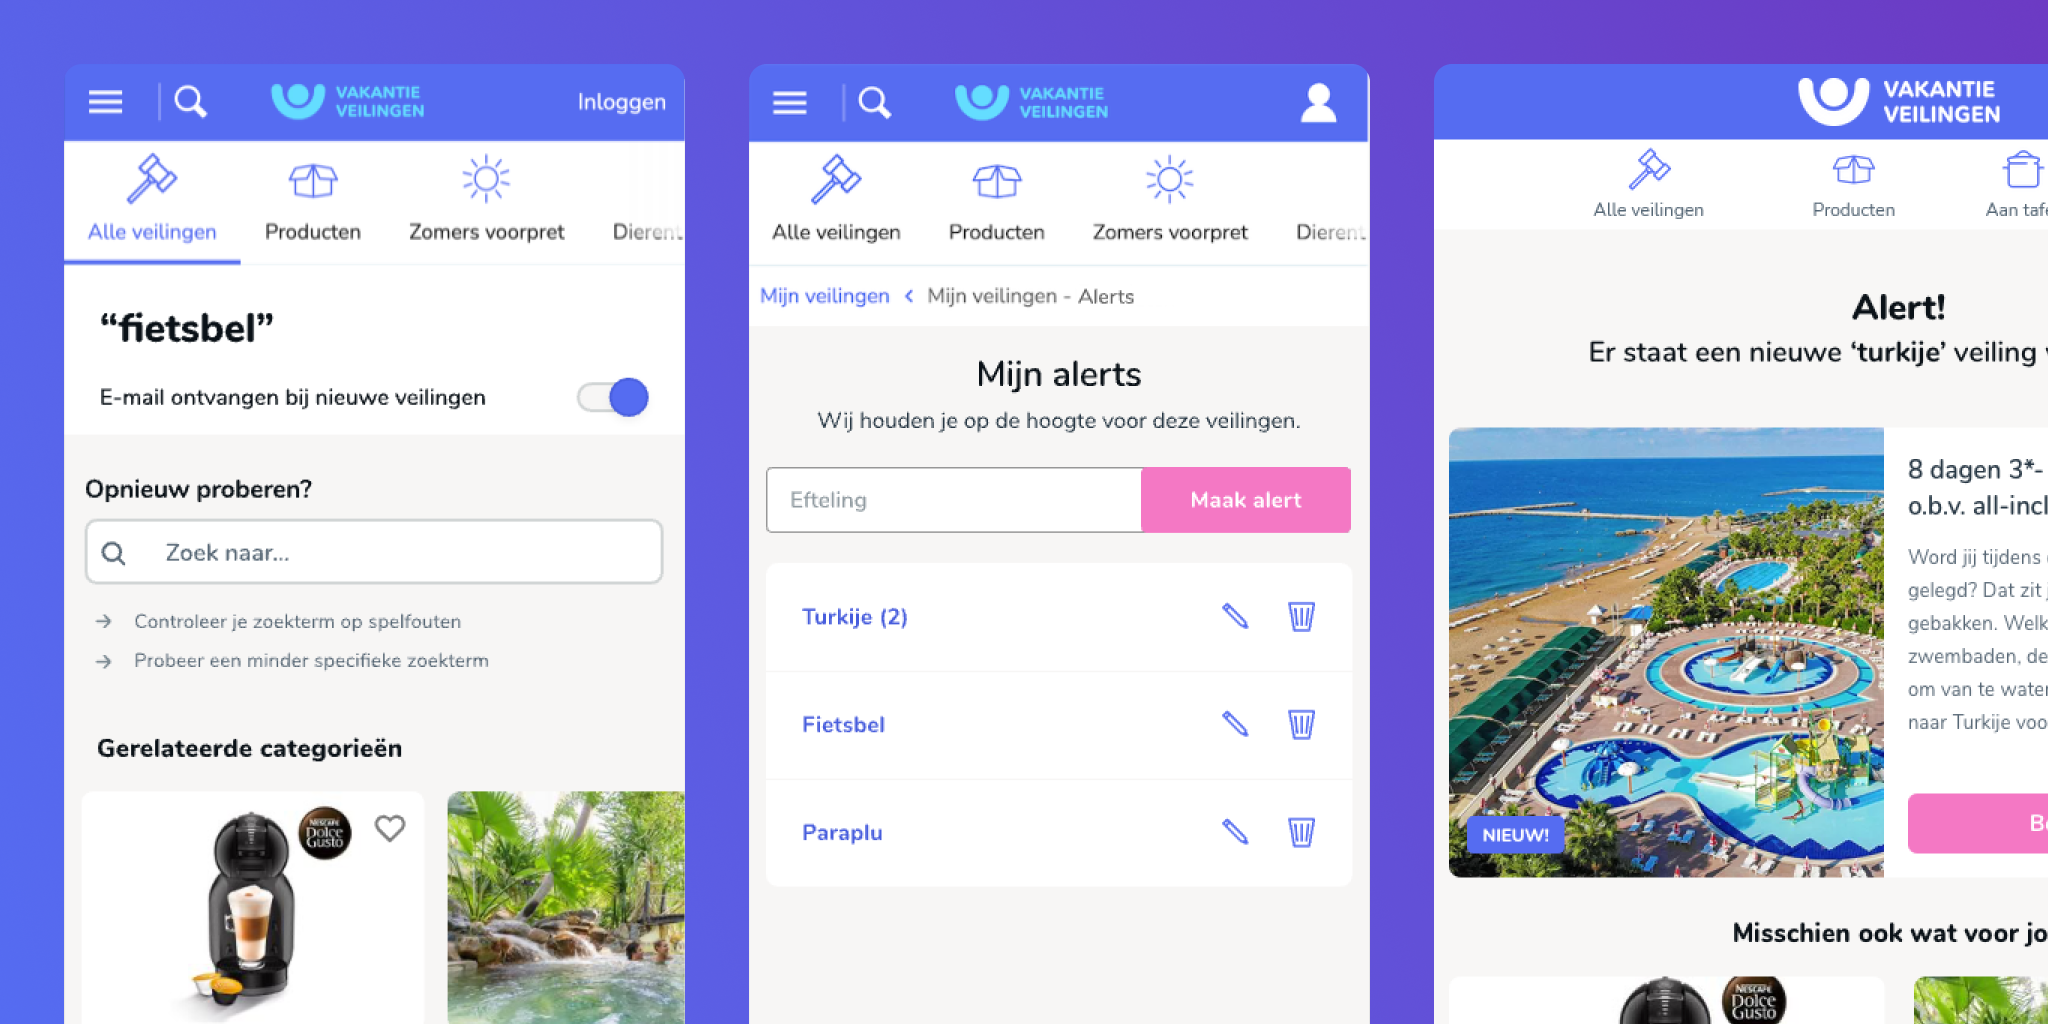 VAKANTIE
VEILINGEN
Inloggen
Alle veilingen
Producten
Zomers voorpret
Dierent
“fietsbel”
E-mail ontvangen bij nieuwe veilingen
Opnieuw proberen?
Zoek naar...
Controleer je zoekterm op spelfouten
Probeer een minder specifieke zoekterm
Gerelateerde categorieën
NESCAFÉ
Dolce
Gusto
VAKANTIE
VEILINGEN
Alle veilingen
Producten
Zomers voorpret
Dierent
Mijn veilingen
Mijn veilingen - Alerts
Mijn alerts
Wij houden je op de hoogte voor deze veilingen.
Efteling
Maak alert
Turkije (2)
Fietsbel
Paraplu
VAKANTIE
VEILINGEN
Alle veilingen
Producten
Aan tafe
Alert!
Er staat een nieuwe ‘turkije’ veiling
8 dagen 3*-
o.b.v. all-incl
Word jij tijdens
gelegd? Dat zit
gebakken. Welk
zwembaden, de
om van te water
naar Turkije voo
NIEUW!
Misschien ook wat voor jo
NESCAFÉ
Dolce
Gusto